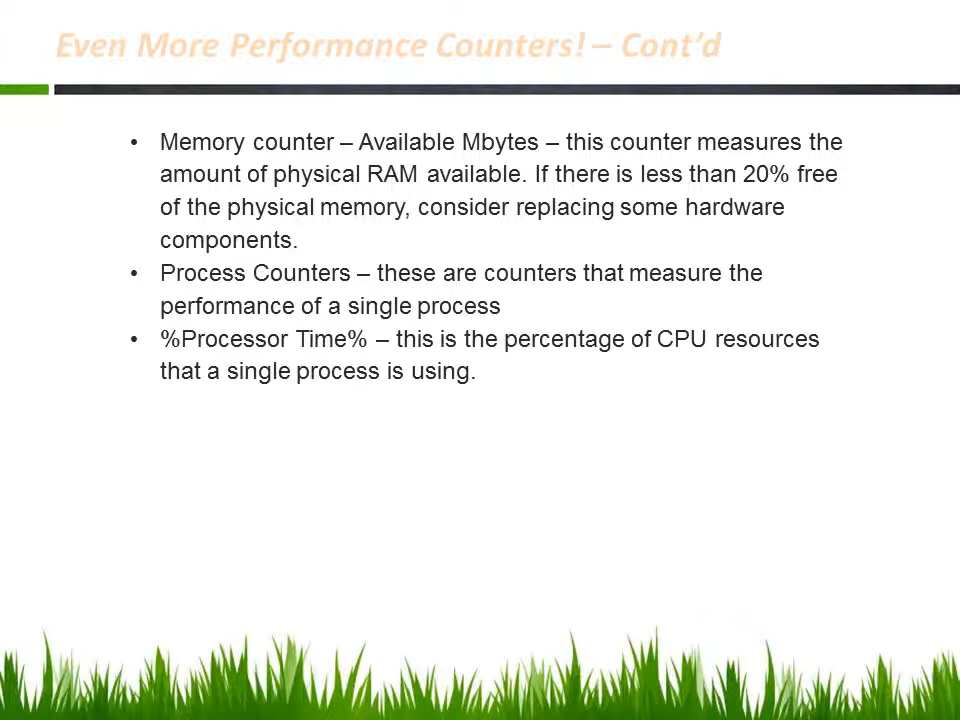 Even More Performance Counters! – Cont’d
• Memory counter – Available Mbytes – this counter measures the
amount of physical RAM available. If there is less than 20% free
of the physical memory, consider replacing some hardware
components.
• Process Counters – these are counters that measure the
performance of a single process
• %Processor Time% – this is the percentage of CPU resources
that a single process is using.